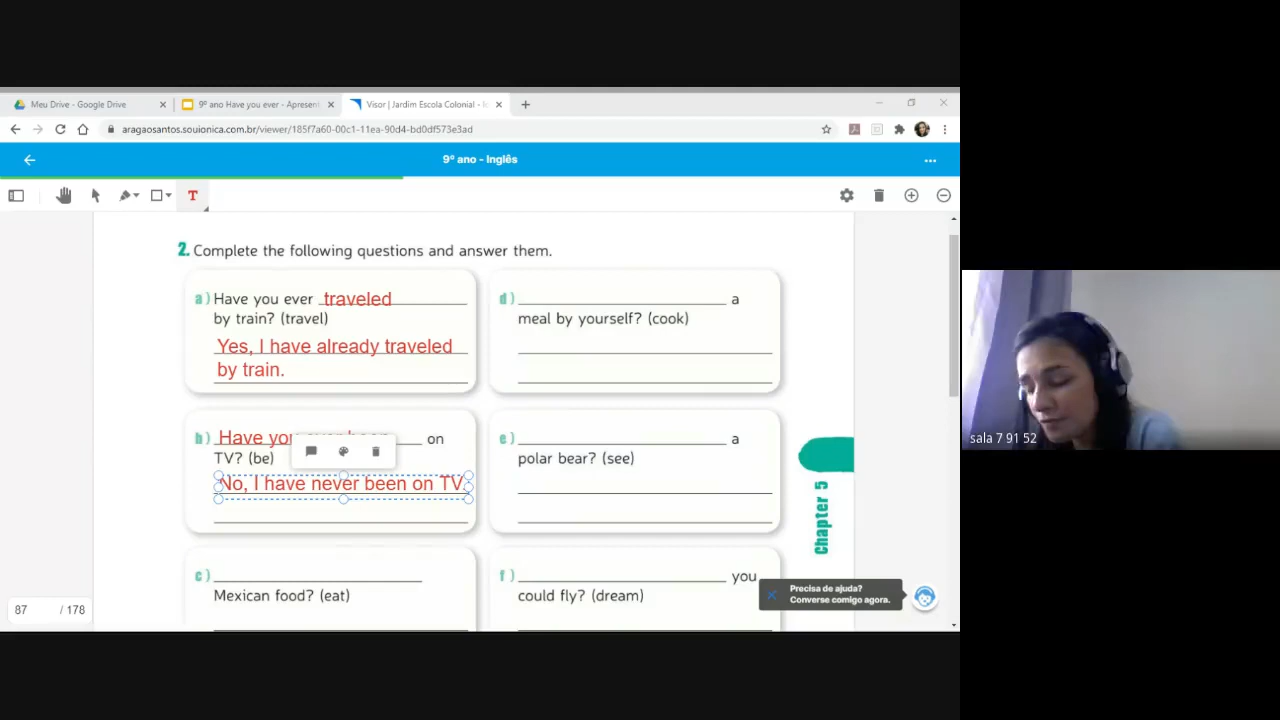 Meu Drive - Google Drive
9º ano Have you ever - Apresen
Visor | Jardim Escola Colonial - Ic
aragaosantos.souionica.com.br/viewer/185f7a60-00c1-11ea-90d4-bd0df573e3ad
9º ano - Inglês
T
2. Complete the following questions and answer them.
a) Have you ever traveled
by train? (travel)
Yes, I have already traveled
by train.
b) Have you ever been on
TV? (be)
No, I have never been on TV.
c)
Mexican food? (eat)
d) a
meal by yourself? (cook)
e) a
polar bear? (see)
f) you
could fly? (dream)
Chapter 5
87 / 178
Precisa de ajuda?
Converse comigo agora.
sala 7 91 52